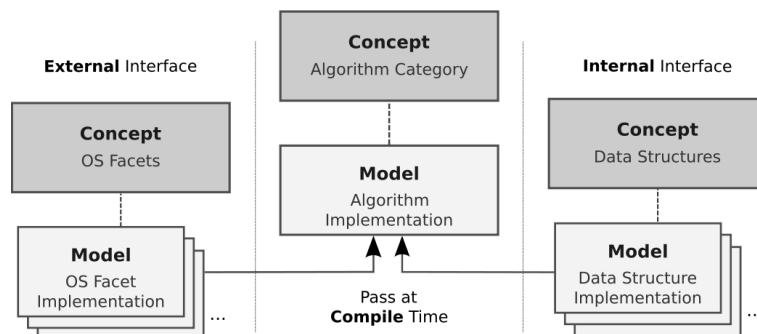 External Interface
Concept
OS Facets
Model
OS Facet
Implementation
...
Concept
Algorithm Category
Model
Algorithm
Implementation
Pass at
Compile Time
Internal Interface
Concept
Data Structures
Model
Data Structure
Implementation
...